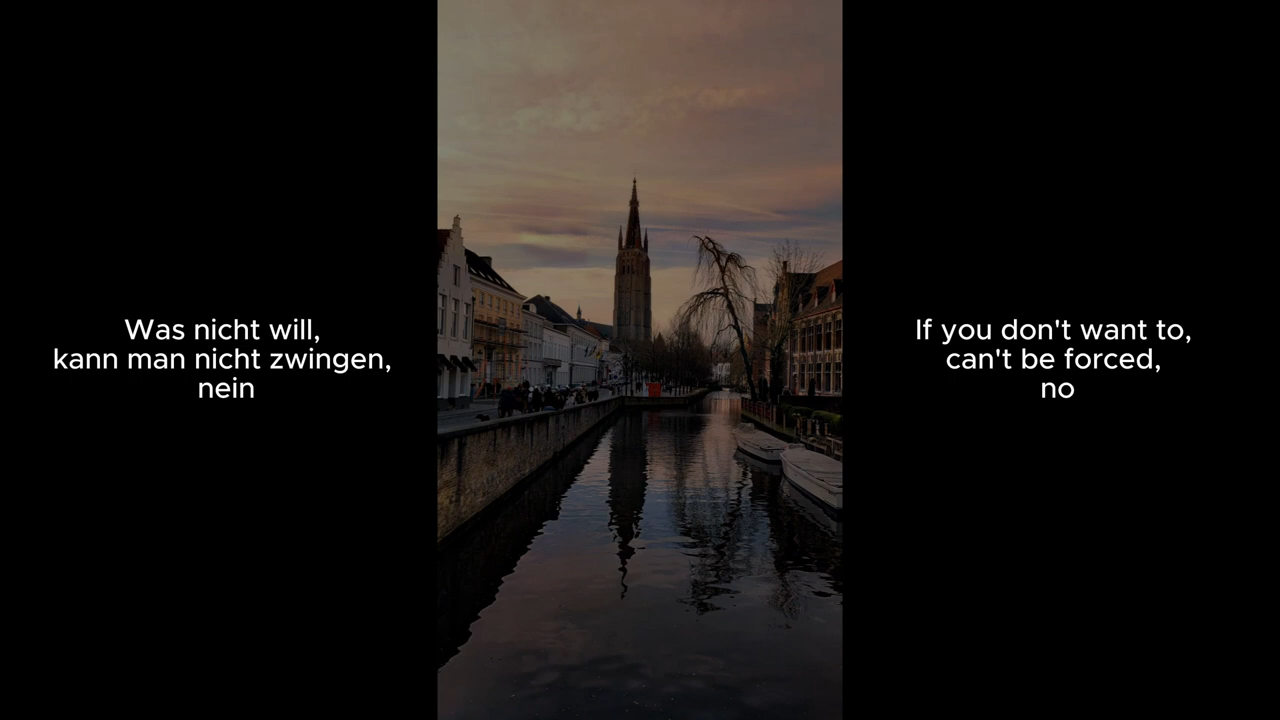 Was nicht will,
kann man nicht zwingen,
nein
If you don't want to,
can't be forced,
no